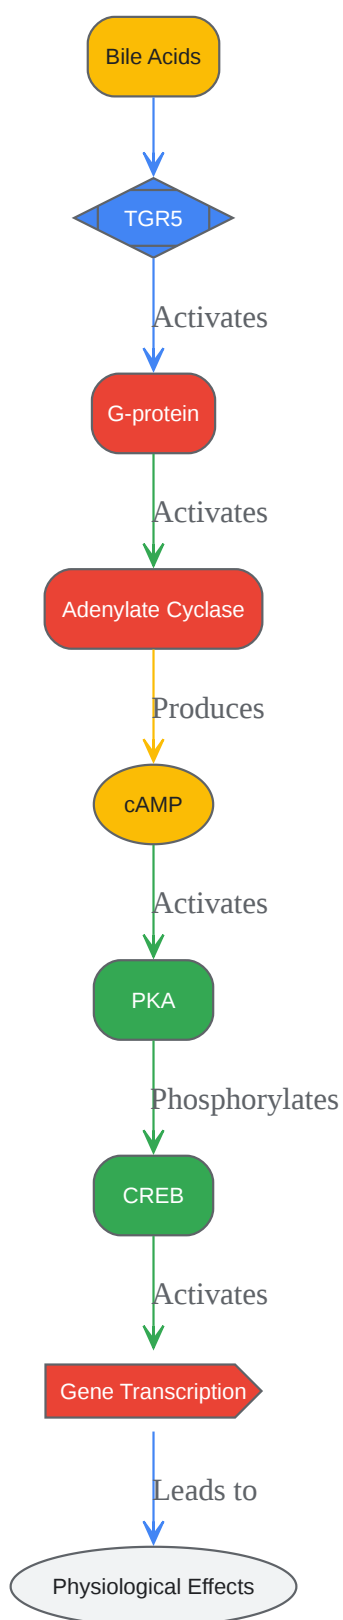 Bile Acids
TGR5
Activates
G-protein
Activates
Adenylate Cyclase
Produces
cAMP
Activates
PKA
Phosphorylates
CREB
Activates
Gene Transcription
Leads to
Physiological Effects